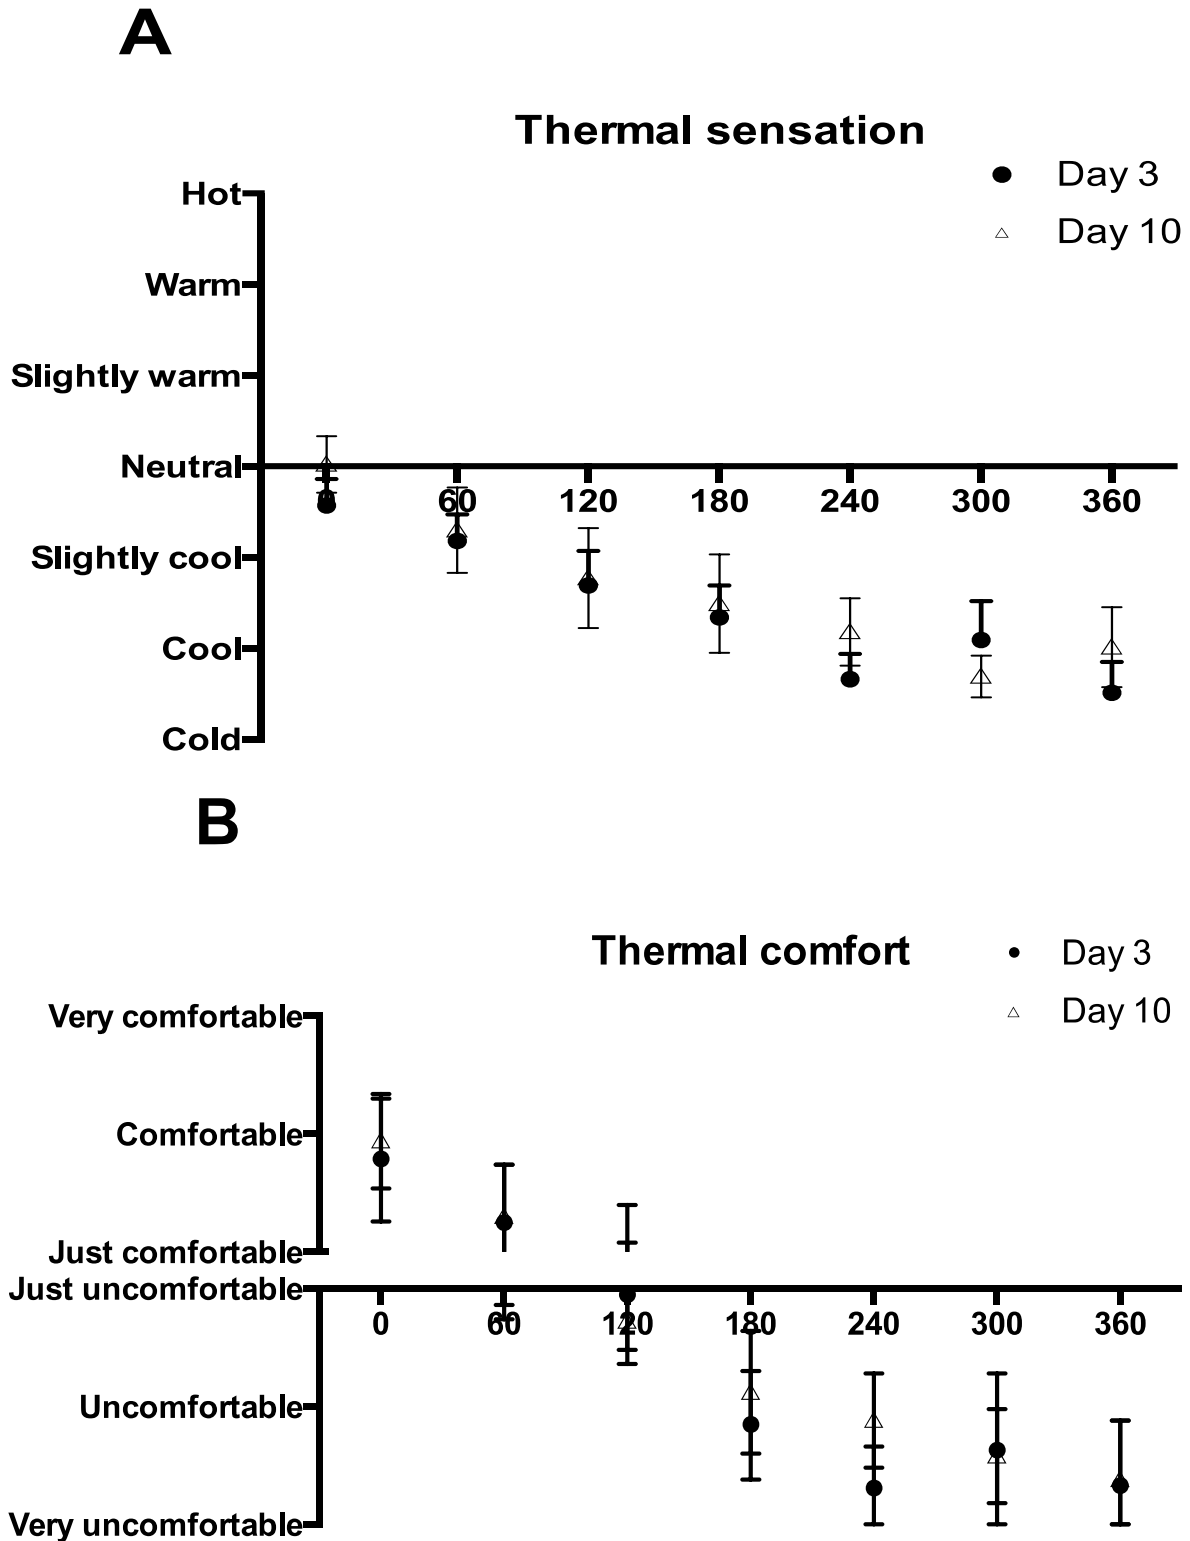 A
Thermal sensation
Day 3
Day 10
Hot
Warm
Slightly warm
Neutral
0 60 120 180 240 300 360
Slightly cool
Cool
Cold
B
Thermal comfort
Day 3
Day 10
Very comfortable
Comfortable
Just comfortable
Just uncomfortable
0 60 120 180 240 300 360
Uncomfortable
Very uncomfortable